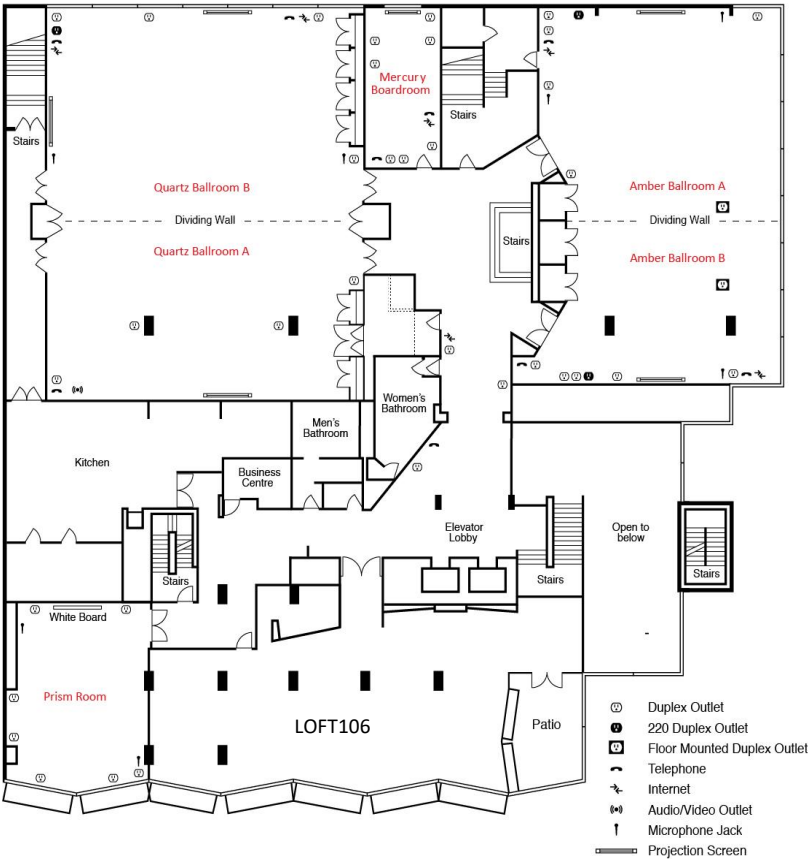 Mercury
Boardroom
Stairs
Stairs
Quartz Ballroom B
Amber Ballroom A
Dividing Wall
Dividing Wall
Stairs
Quartz Ballroom A
Amber Ballroom B
Women's
Bathroom
Men's
Bathroom
Kitchen
Business
Centre
Elevator
Lobby
Open to
below
Stairs
Stairs
Stairs
White Board
Prism Room
LOFT106
Patio
Duplex Outlet
220 Duplex Outlet
Floor Mounted Duplex Outlet
Telephone
Internet
Audio/Video Outlet
Microphone Jack
Projection Screen